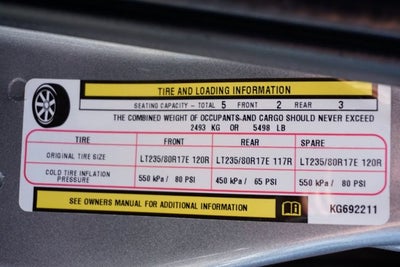 TIRE AND LOADING INFORMATION
SEATING CAPACITY - TOTAL 5 FRONT 2 REAR 3
THE COMBINED WEIGHT OF OCCUPANTS AND CARGO SHOULD NEVER EXCEED
2493 KG OR 5498 LB
TIRE FRONT REAR SPARE
ORIGINAL TIRE SIZE LT235/80R17E 120R LT235/80R17E 117R LT235/80R17E 120R
COLD TIRE INFLATION
PRESSURE 550 kPa / 80 PSI 450 kPa / 65 PSI 550 kPa / 80 PSI
SEE OWNERS MANUAL FOR ADDITIONAL INFORMATION KG692211